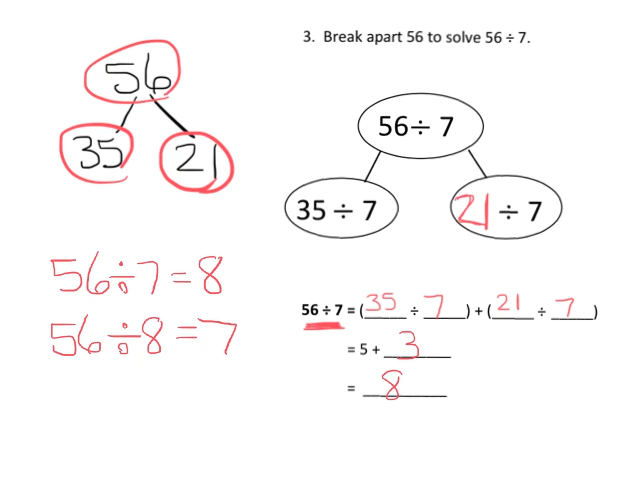 56
35 21
56÷7=8
56÷8=7
3. Break apart 56 to solve 56 ÷ 7.
56÷ 7
35 ÷ 7 21 ÷ 7
56 ÷ 7 = (35 ÷ 7) + (21 ÷ 7)
= 5 + 3
= 8